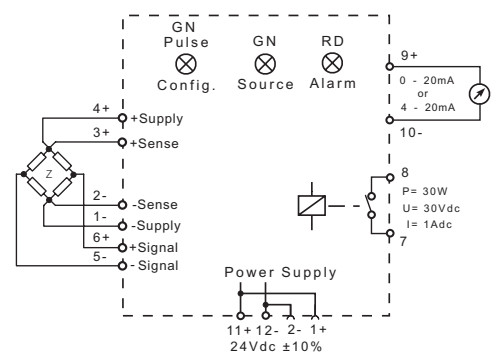 GN
Pulse
Config.
GN
Source
RD
Alarm
9+
0 - 20mA
or
4 - 20mA
10-
4+
+Supply
3+
+Sense
Z
2-
-Sense
1-
-Supply
6+
+Signal
5-
- Signal
8
P= 30W
U= 30Vdc
I= 1Adc
7
Power Supply
11+ 12- 2- 1+
24Vdc ±10%